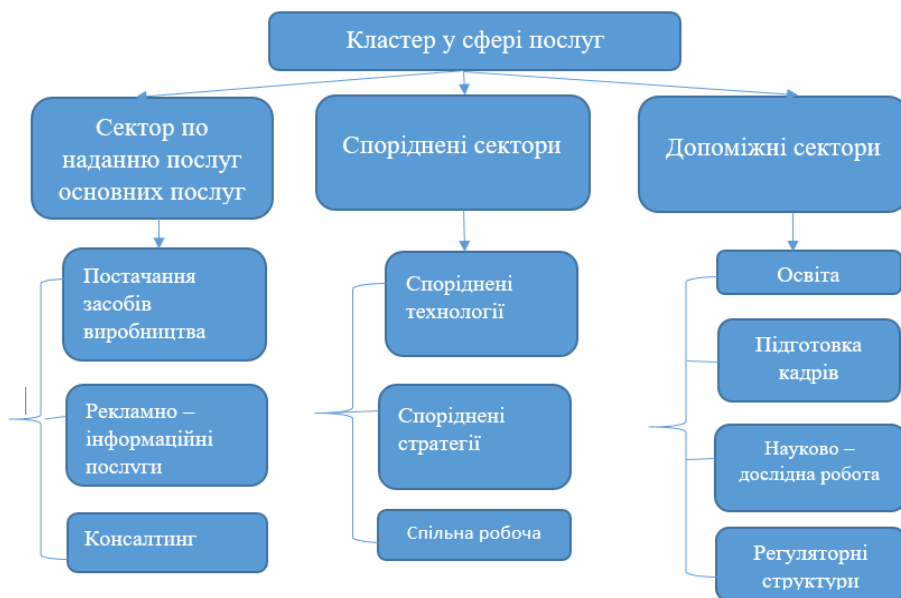 Кластер у сфері послуг
Сектор по
наданню послуг
основних послуг
Постачання
засобів
виробництва
Рекламно –
інформаційні
послуги
Консалтинг
Споріднені сектори
Споріднені
технології
Споріднені
стратегії
Спільна робоча
Допоміжні сектори
Освіта
Підготовка
кадрів
Науково –
дослідна робота
Регуляторні
структури